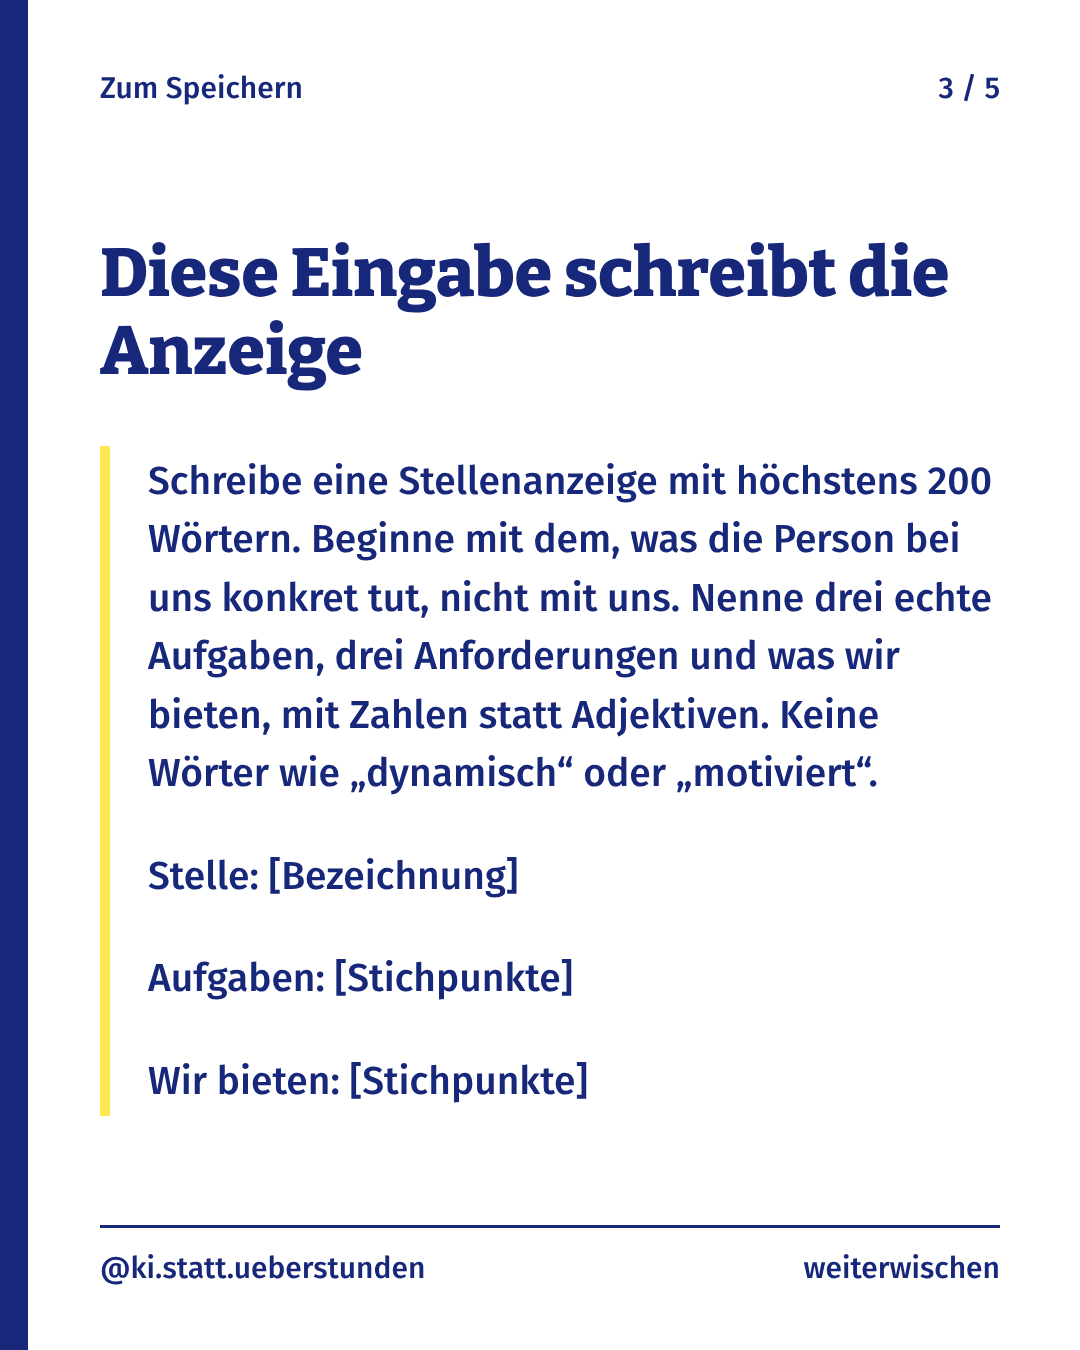 Zum Speichern
3 / 5
Diese Eingabe schreibt die
Anzeige
Schreibe eine Stellenanzeige mit höchstens 200
Wörtern. Beginne mit dem, was die Person bei
uns konkret tut, nicht mit uns. Nenne drei echte
Aufgaben, drei Anforderungen und was wir
bieten, mit Zahlen statt Adjektiven. Keine
Wörter wie „dynamisch“ oder „motiviert“.
Stelle: [Bezeichnung]
Aufgaben: [Stichpunkte]
Wir bieten: [Stichpunkte]
@ki.statt.ueberstunden
weiterwischen